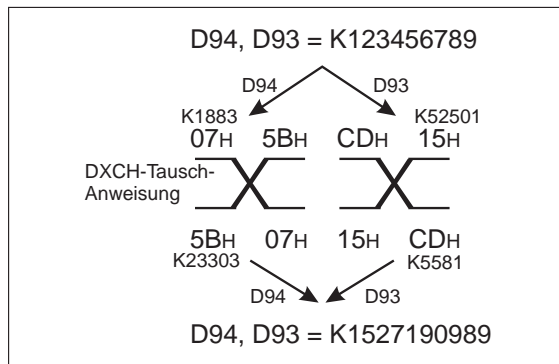 D94, D93 = K123456789
D94 D93
K1883 K52501
07H 5BH CDH 15H
DXCH-Tausch-
Anweisung
5BH 07H 15H CDH
K23303 K5581
D94 D93
D94, D93 = K1527190989